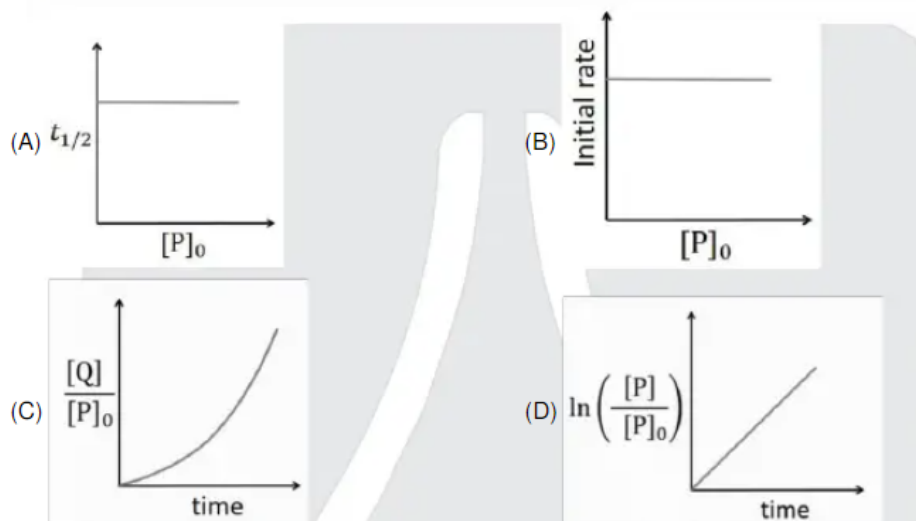 (A) t1/2
[P]0
(B) Initial rate
[P]0
(C) [Q]
[P]0
time
(D) ln([P]
[P]0)
time